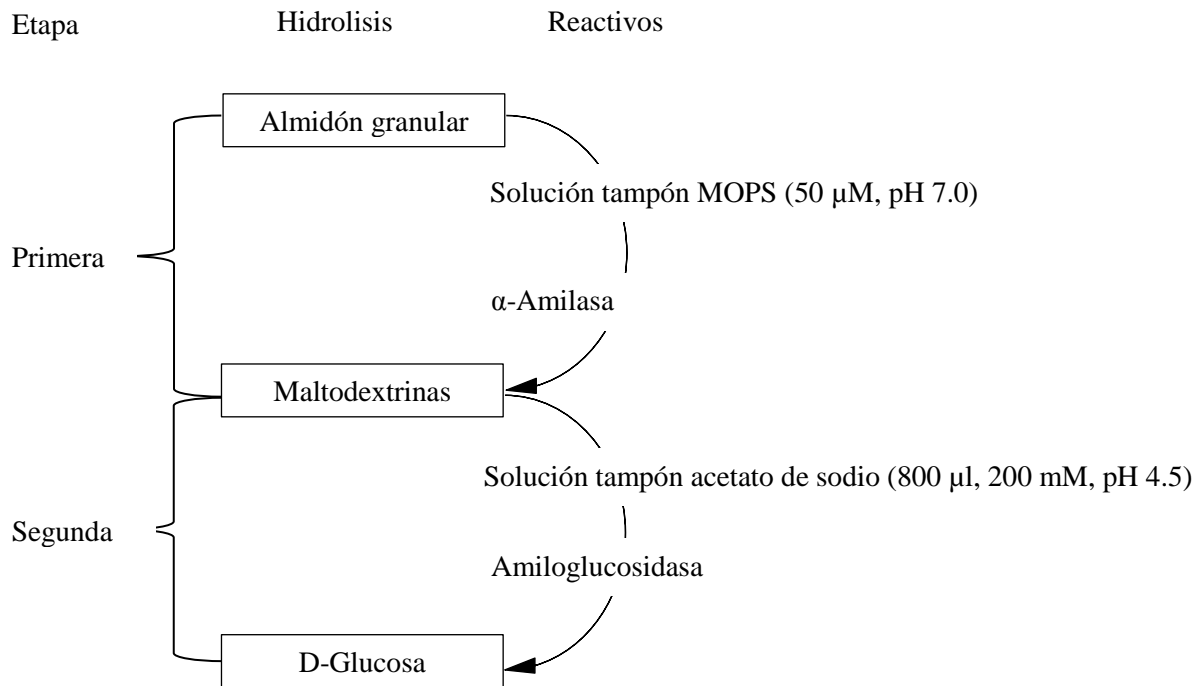 Etapa Hidrolisis Reactivos
Almidón granular
Solución tampón MOPS (50 μM, pH 7.0)
Primera
α-Amilasa
Maltodextrinas
Solución tampón acetato de sodio (800 μl, 200 mM, pH 4.5)
Segunda
Amiloglucosidasa
D-Glucosa